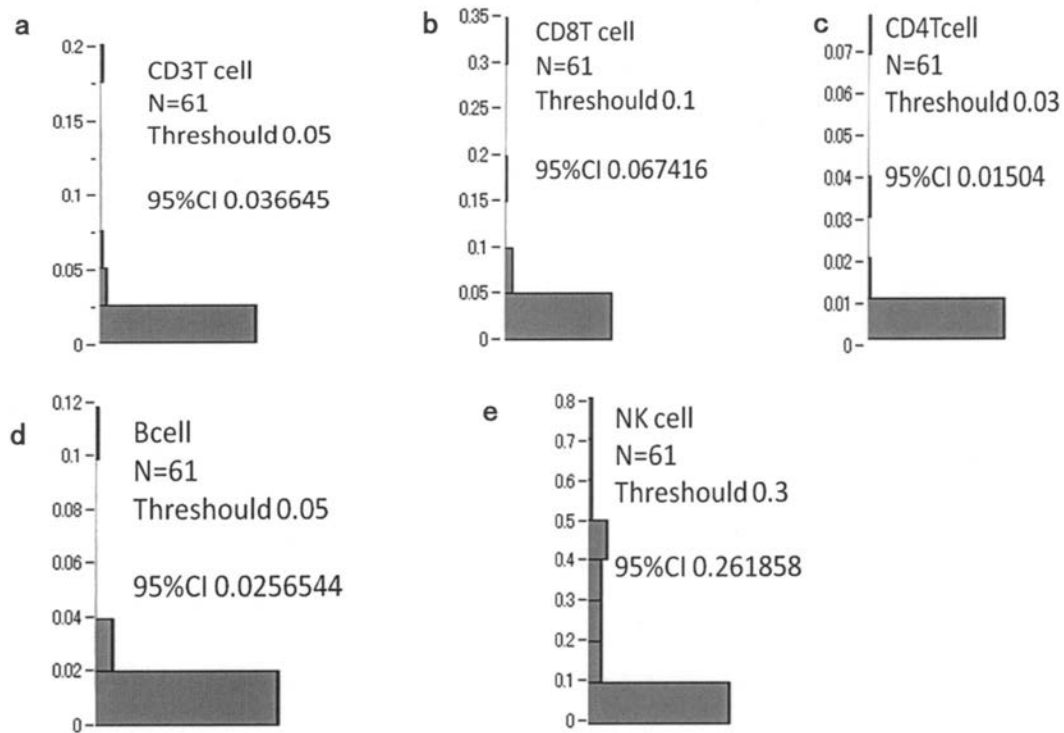 a
0.2
0.15
0.1
0.05
0
CD3T cell
N=61
Threshould 0.05
95%CI 0.036645
b
0.35
0.3
0.25
0.2
0.15
0.1
0.05
0
CD8T cell
N=61
Threshould 0.1
95%CI 0.067416
c
0.07
0.06
0.05
0.04
0.03
0.02
0.01
0
CD4Tcell
N=61
Threshould 0.03
95%CI 0.01504
d
0.12
0.1
0.08
0.06
0.04
0.02
0
Bcell
N=61
Threshould 0.05
95%CI 0.0256544
e
0.8
0.7
0.6
0.5
0.4
0.3
0.2
0.1
0
NK cell
N=61
Threshould 0.3
95%CI 0.261858